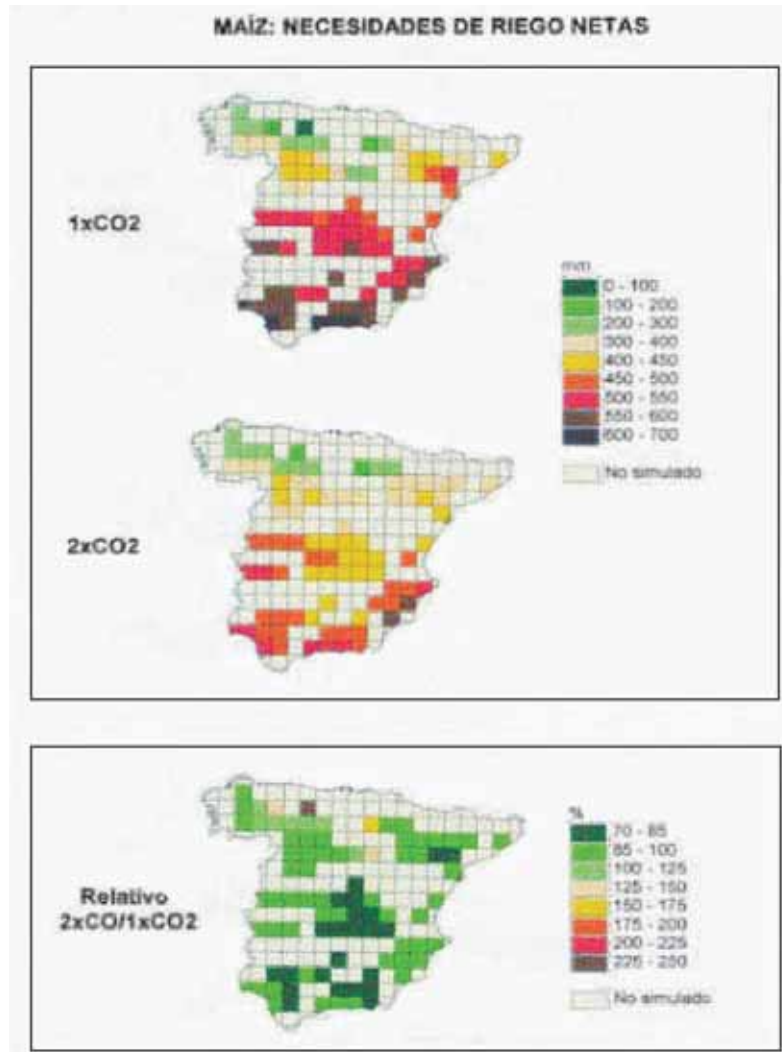 MAÍZ: NECESIDADES DE RIEGO NETAS
1xCO2
mm
0 - 100
100 - 200
200 - 300
300 - 400
400 - 450
450 - 500
500 - 550
550 - 600
600 - 700
No simulado
2xCO2
Relativo
2xCO/1xCO2
%
70 - 85
85 - 100
100 - 125
125 - 150
150 - 175
175 - 200
200 - 225
225 - 250
No simulado